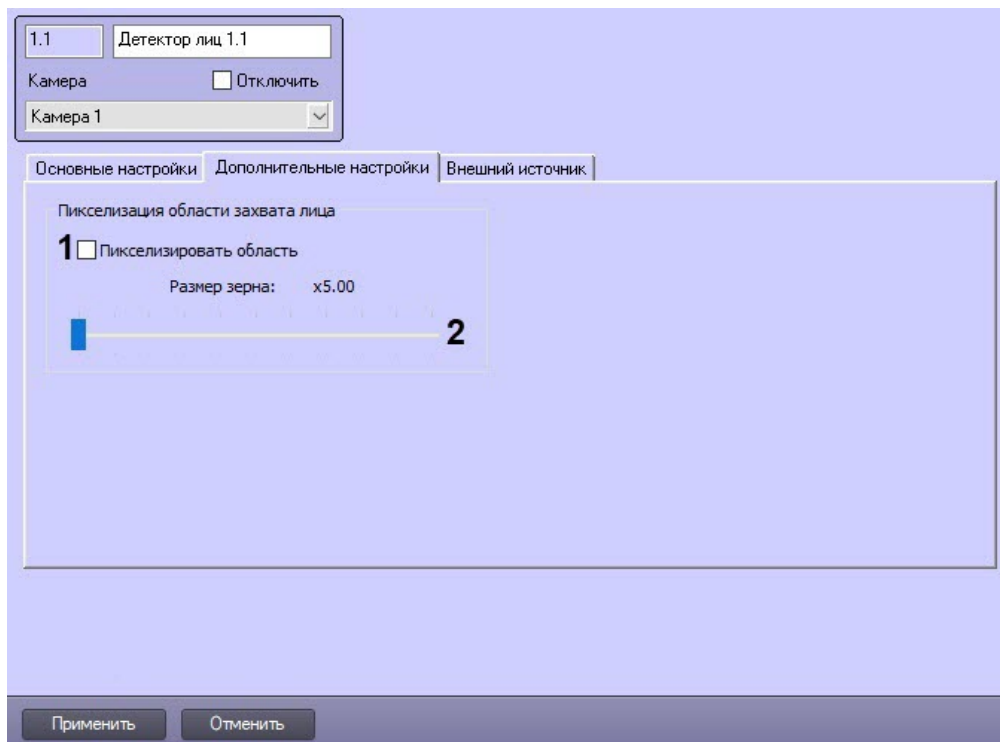 1.1 Детектор лиц 1.1
Камера Отключить
Камера 1
Основные настройки Дополнительные настройки Внешний источник
Пикселизация области захвата лица
1 Пикселизировать область
Размер зерна: x5.00
2
Применить Отменить